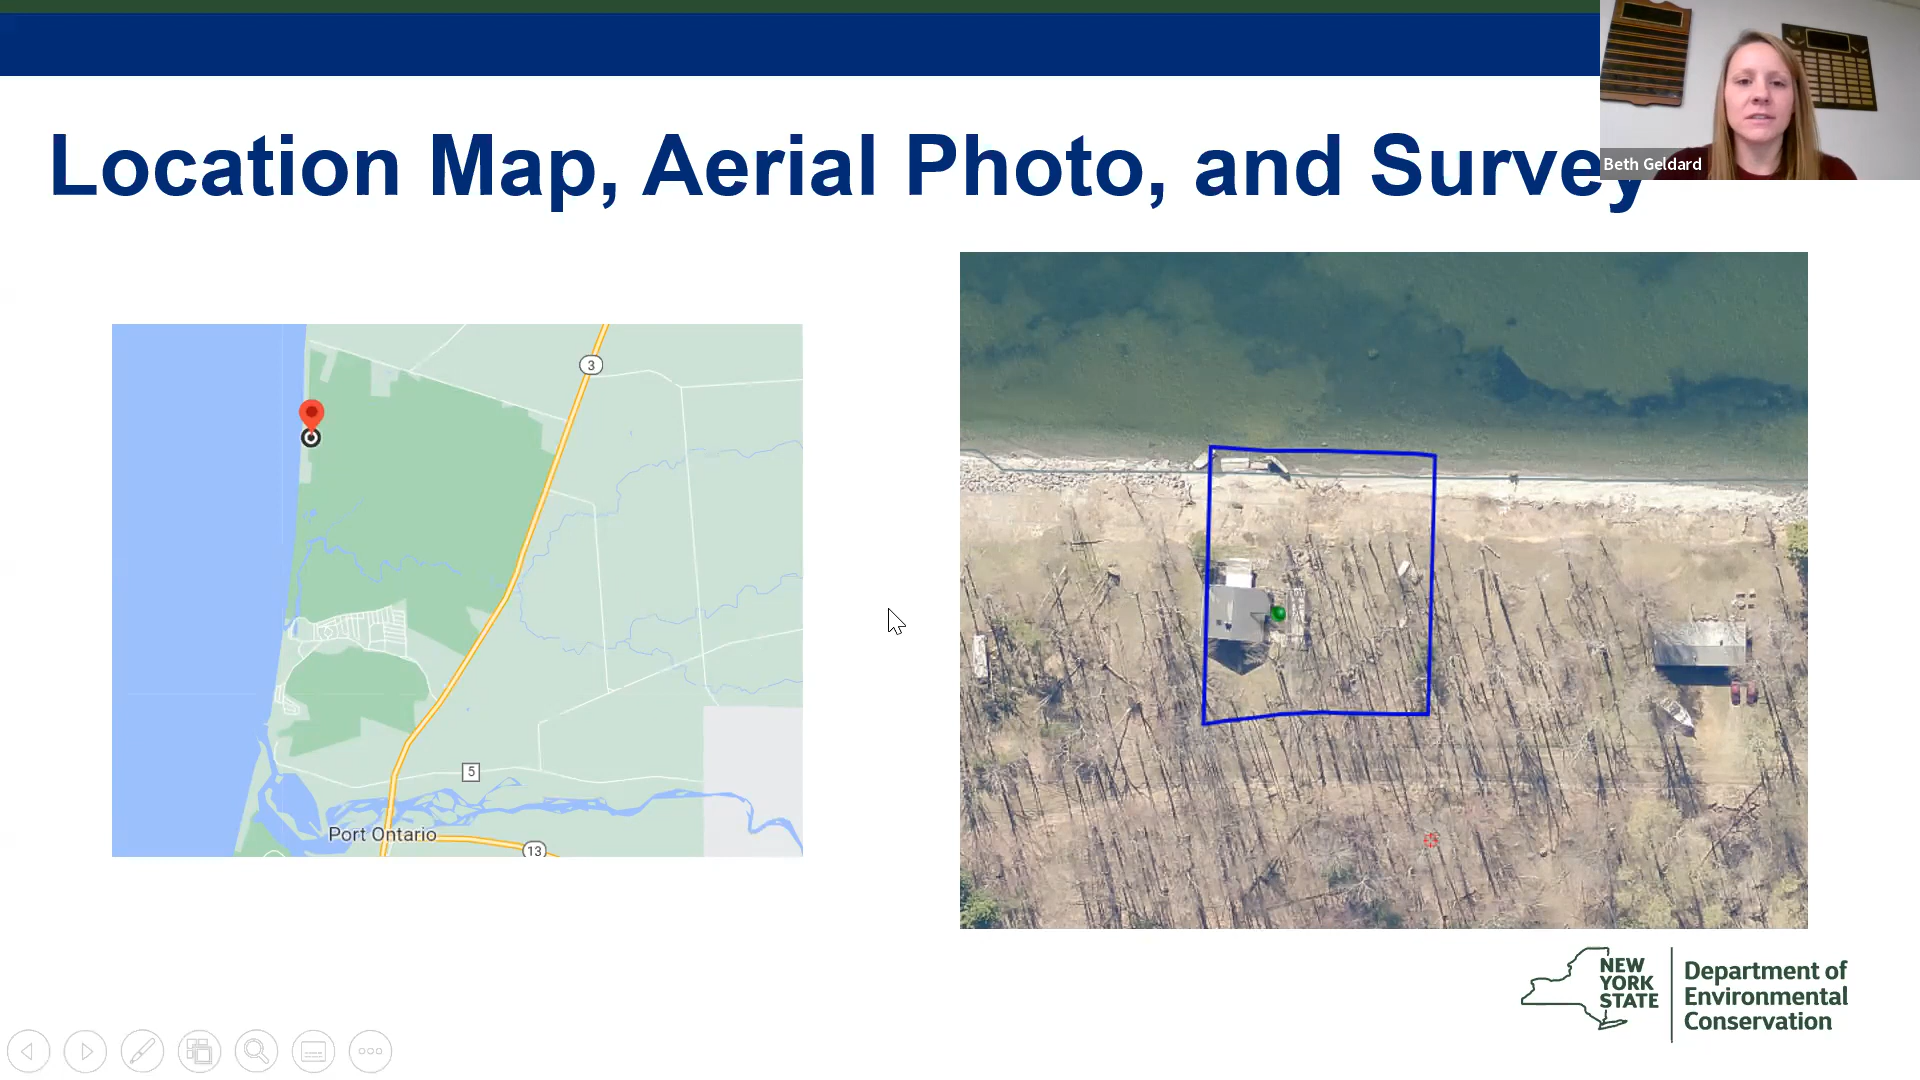 Location Map, Aerial Photo, and Survey
Beth Geldard
3
5
Port Ontario
13
NEW
YORK
STATE
Department of
Environmental
Conservation